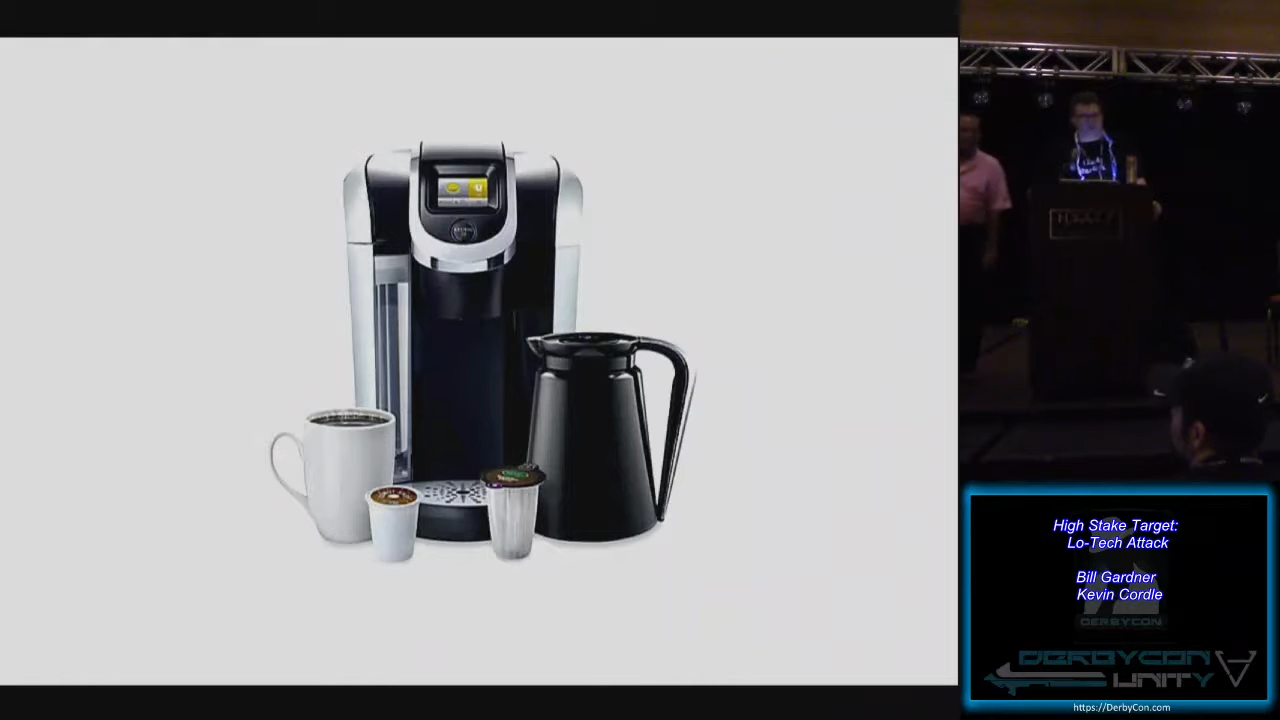 High Stake Target:
Lo-Tech Attack
Bill Gardner
Kevin Cordle
DERBYCON
DERBYCON
UNITY
https://DerbyCon.com